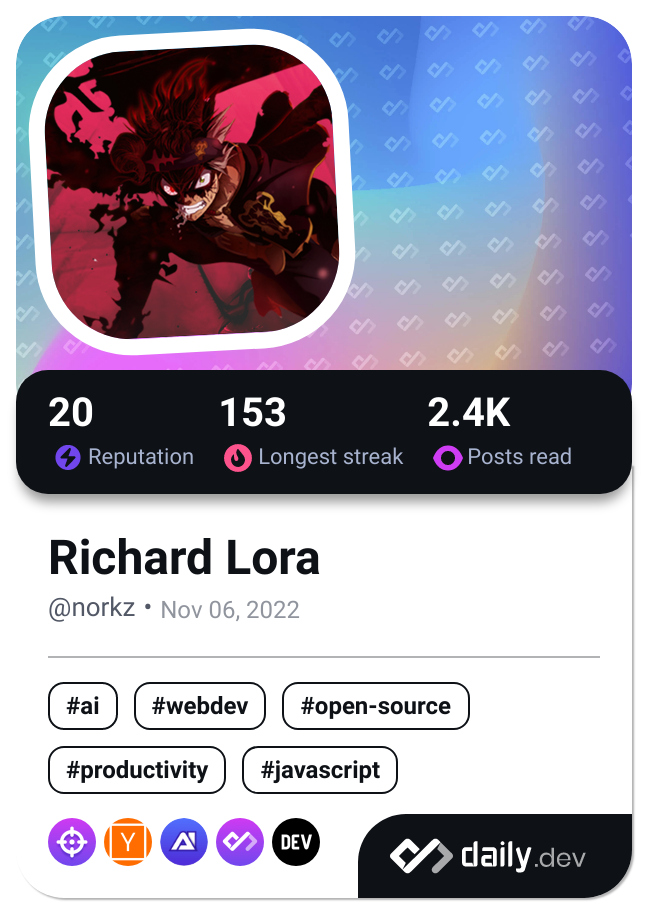 20 153 2.4K
Reputation Longest streak Posts read
Richard Lora
@norkz • Nov 06, 2022
#ai #webdev #open-source
#productivity #javascript
Y AI DEV
daily.dev